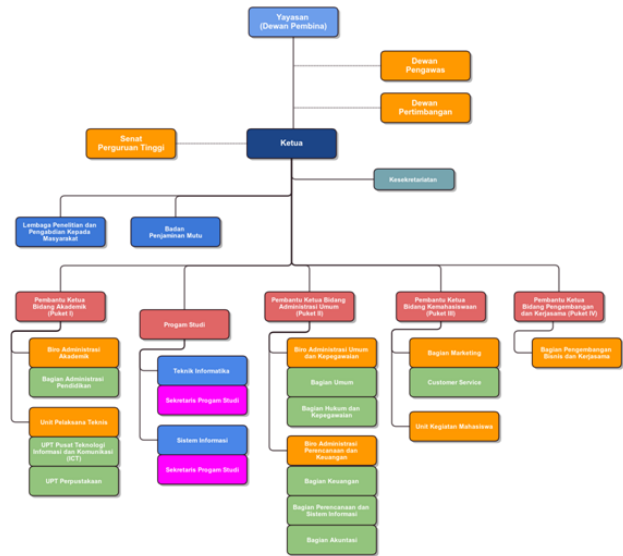 Yayasan
(Dewan Pembina)
Dewan
Pengawas
Dewan
Pertimbangan
Senat
Perguruan Tinggi
Ketua
Kesekretariatan
Lembaga Penelitian dan
Pengabdian Kepada
Masyarakat
Badan
Penjaminan Mutu
Pembantu Ketua
Bidang Akademik
(Puket I)
Biro Administrasi
Akademik
Bagian Administrasi
Pendidikan
Unit Pelaksana Teknis
UPT Pusat Teknologi
Informasi dan Komunikasi
(ICT)
UPT Perpustakaan
Progam Studi
Teknik Informatika
Sekretaris Progam Studi
Sistem Informasi
Sekretaris Progam Studi
Pembantu Ketua Bidang
Administrasi Umum
(Puket II)
Biro Administrasi Umum
dan Kepegawaian
Bagian Umum
Bagian Hukum dan
Kepegawaian
Biro Administrasi
Perencanaan dan
Keuangan
Bagian Keuangan
Bagian Perencanaan dan
Sistem Informasi
Bagian Akuntasi
Pembantu Ketua
Bidang Kemahasiswaan
(Puket III)
Bagian Marketing
Customer Service
Unit Kegiatan Mahasiswa
Pembantu Ketua
Bidang Pengembangan
dan Kerjasama (Puket IV)
Bagian Pengembangan
Bisnis dan Kerjasama